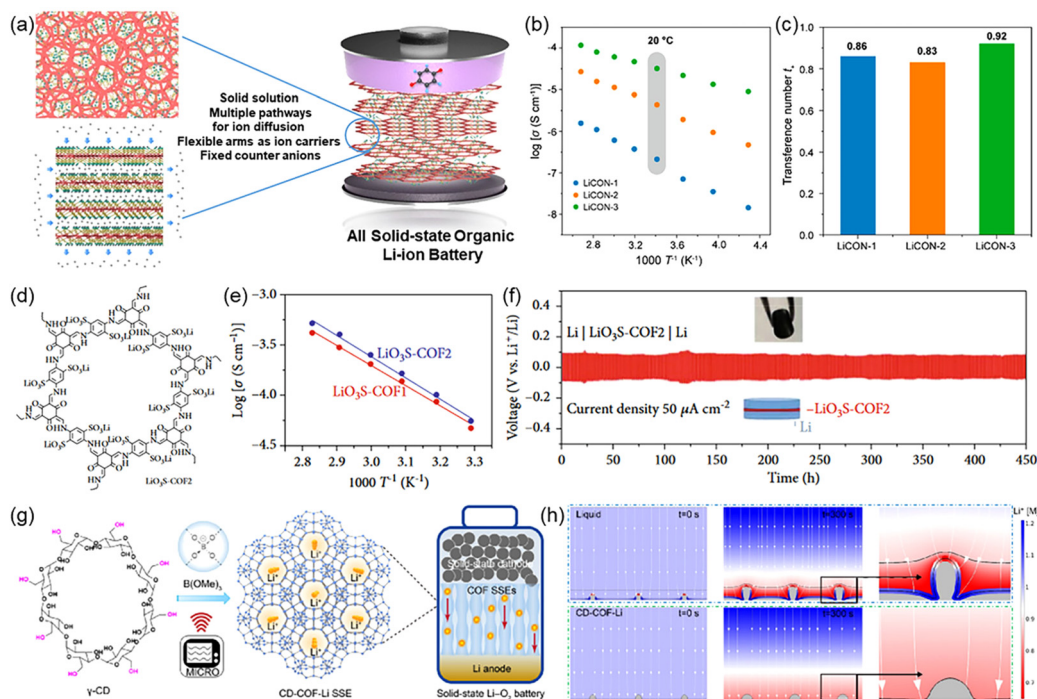 (a)
Solid solution
Multiple pathways
for ion diffusion
Flexible arms as ion carriers
Fixed counter anions
All Solid-state Organic
Li-ion Battery
(b)
20 °C
log [σ (S cm⁻¹)]
-4
-5
-6
-7
-8
LiCON-1
LiCON-2
LiCON-3
2.8 3.2 3.6 4.0 4.4
1000 T⁻¹ (K⁻¹)
(c)
Transference number t₊
1.0
0.8
0.6
0.4
0.2
0.0
0.86
0.83
0.92
LiCON-1 LiCON-2 LiCON-3
(d)
LiO₃S-COF2
(e)
Log [σ (S cm⁻¹)]
−3.0
−3.5
−4.0
−4.5
LiO₃S-COF2
LiO₃S-COF1
2.8 2.9 3.0 3.1 3.2 3.3
1000 T⁻¹ (K⁻¹)
(f)
Voltage (V vs. Li⁺/Li)
0.4
0.2
0.0
−0.2
−0.4
Li | LiO₃S-COF2 | Li
Current density 50 μA cm⁻²
LiO₃S-COF2
Li
0 50 100 150 200 250 300 350 400 450
Time (h)
(g)
γ-CD
B(OMe)₃
MICRO
Li⁺
CD-COF-Li SSE
Solid-state cathode
COF SSEs
Li anode
Solid-state Li–O₂ battery
(h)
Liquid
t=0 s
t=300 s
CD-COF-Li
t=0 s
t=300 s
Li⁺ [M]
1.2
1.1
1
0.9
0.8
0.7